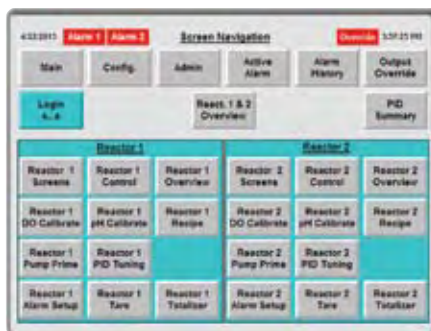 4/23/2015 Alarm 1 Alarm 2 Screen Navigation Override 3:57:25 PM
Main Config. Admin Active Alarm Alarm History Output Override
Login
React. 1 & 2 Overview
PID Summary
Reactor 1 Reactor 2
Reactor 1 Screens Reactor 1 Control Reactor 1 Overview Reactor 2 Screens Reactor 2 Control Reactor 2 Overview
Reactor 1 DO Calibrate Reactor 1 pH Calibrate Reactor 1 Recipe Reactor 2 DO Calibrate Reactor 2 pH Calibrate Reactor 2 Recipe
Reactor 1 Pump Prime Reactor 1 PID Tuning Reactor 2 Pump Prime Reactor 2 PID Tuning
Reactor 1 Alarm Setup Reactor 1 Tare Reactor 1 Totalizer Reactor 2 Alarm Setup Reactor 2 Tare Reactor 2 Totalizer